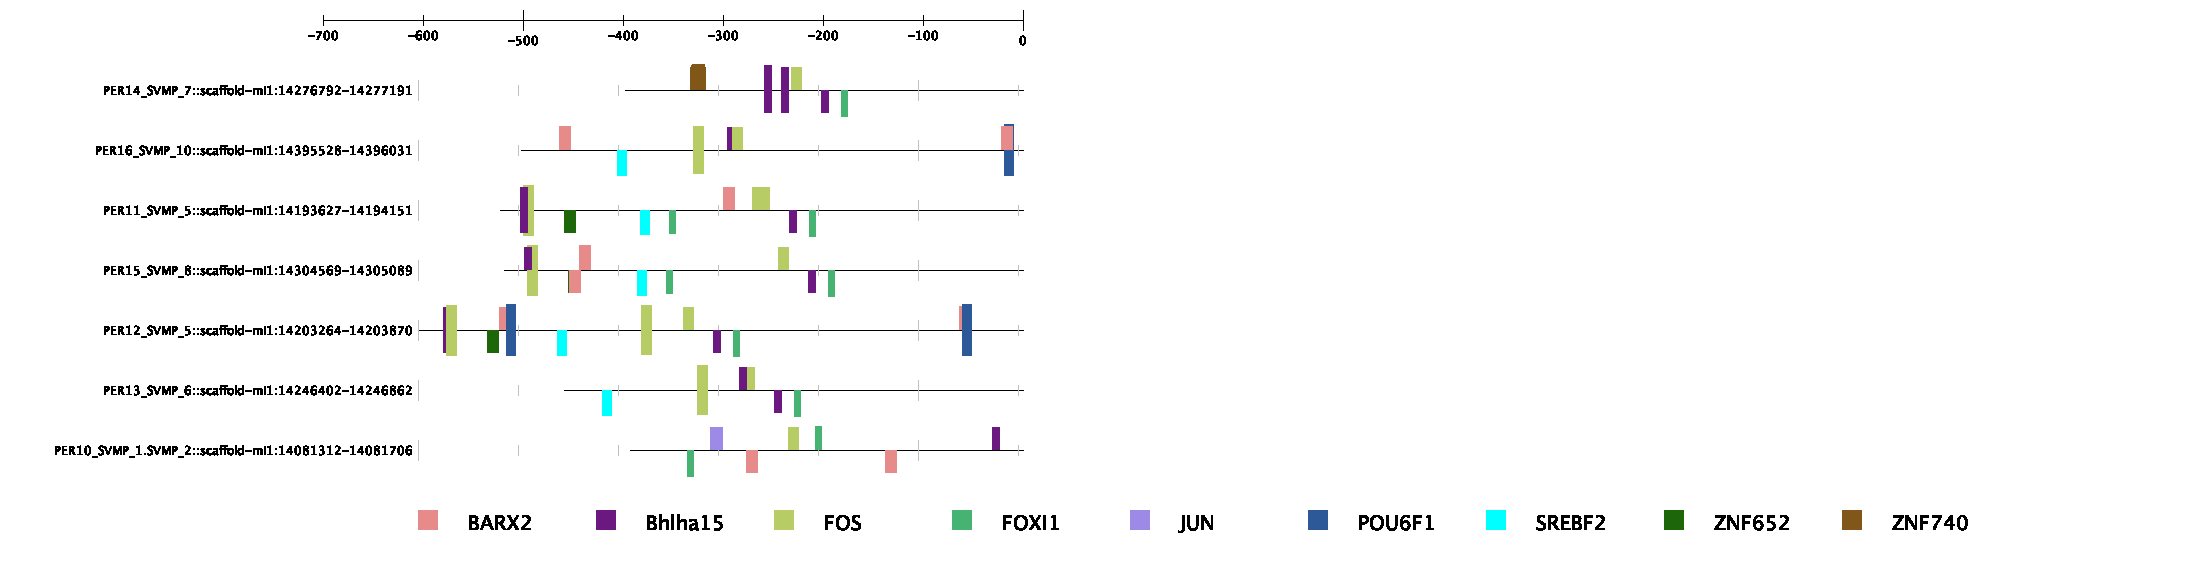 −700 −600 −500 −400 −300 −200 −100 0
PER14_SVMP_7::scaffold−mi1:14276792−14277191
PER16_SVMP_10::scaffold−mi1:14395528−14396031
PER11_SVMP_5::scaffold−mi1:14193627−14194151
PER15_SVMP_8::scaffold−mi1:14304569−14305089
PER12_SVMP_5::scaffold−mi1:14203264−14203870
PER13_SVMP_6::scaffold−mi1:14246402−14246862
PER10_SVMP_1.SVMP_2::scaffold−mi1:14081312−14081706
BARX2 Bhlha15 FOS FOXI1 JUN POU6F1 SREBF2 ZNF652 ZNF740